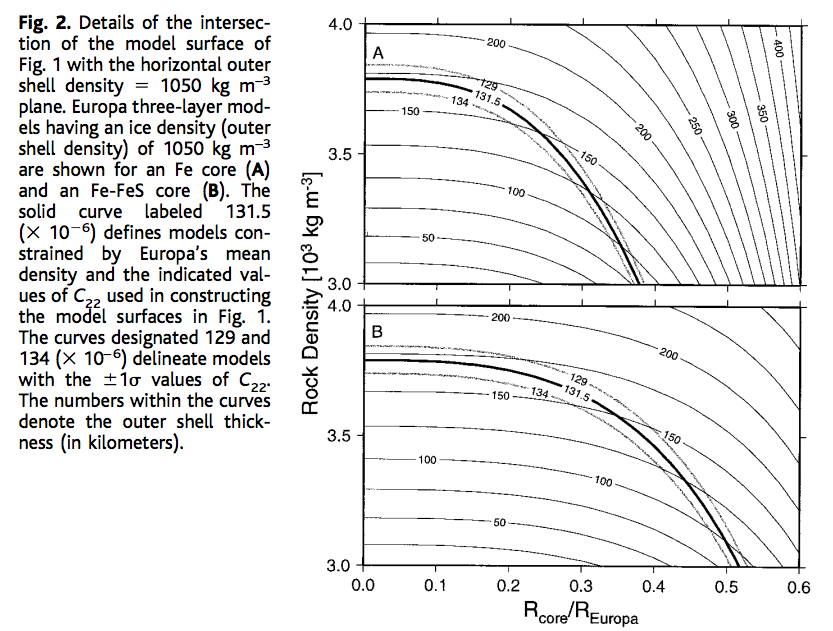 Fig. 2. Details of the intersec-
tion of the model surface of
Fig. 1 with the horizontal outer
shell density = 1050 kg m⁻³
plane. Europa three-layer mod-
els having an ice density (outer
shell density) of 1050 kg m⁻³
are shown for an Fe core (A)
and an Fe-FeS core (B). The
solid curve labeled 131.5
(× 10⁻⁶) defines models con-
strained by Europa's mean
density and the indicated val-
ues of C₂₂ used in constructing
the model surfaces in Fig. 1.
The curves designated 129 and
134 (× 10⁻⁶) delineate models
with the ±1σ values of C₂₂.
The numbers within the curves
denote the outer shell thick-
ness (in kilometers).
Rock Density [10³ kg m⁻³]
4.0
3.5
3.0
A
200
400
350
300
250
200
129
131.5
134
150
150
100
50
4.0
3.5
3.0
B
200
200
129
131.5
134
150
150
100
100
50
0.0 0.1 0.2 0.3 0.4 0.5 0.6
R_core/R_Europa